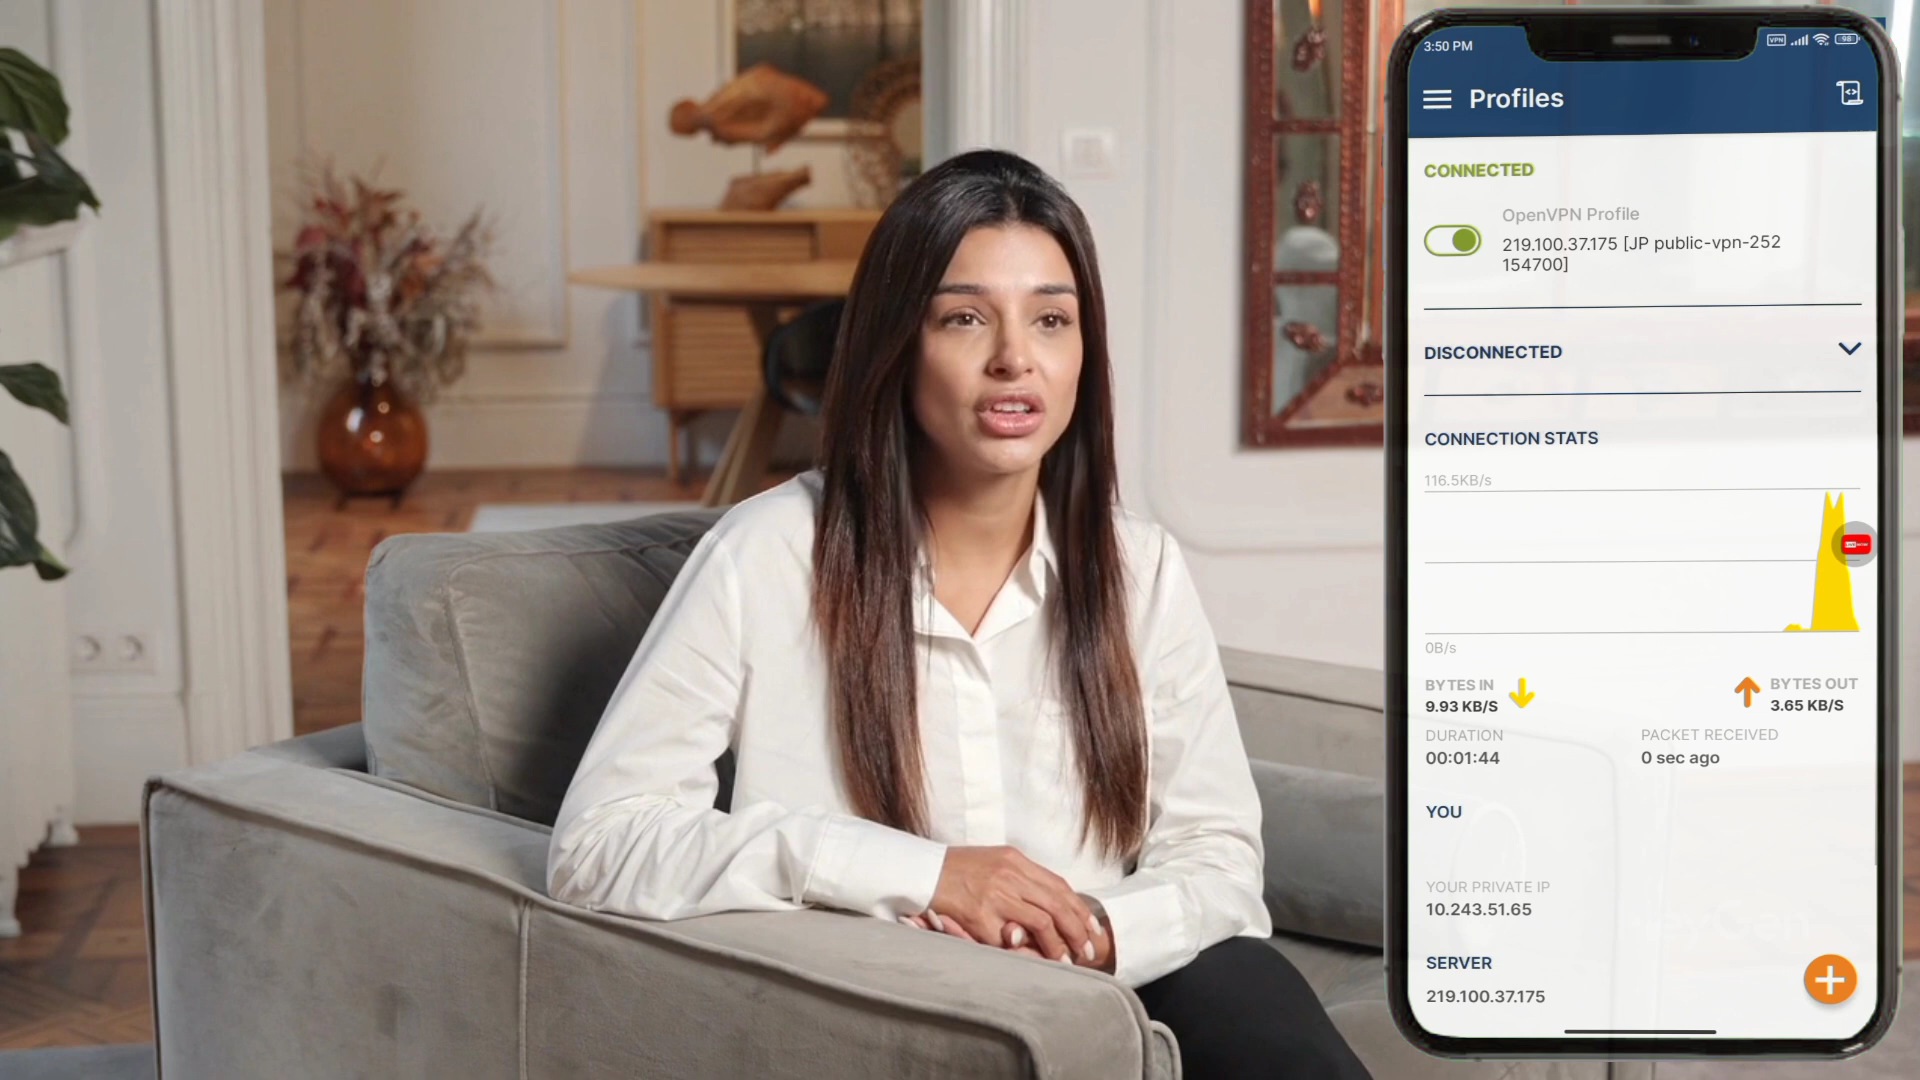 3:50 PM
VPN
98
Profiles
CONNECTED
OpenVPN Profile
219.100.37.175 [JP public-vpn-252
154700]
DISCONNECTED
CONNECTION STATS
116.5KB/s
0B/s
BYTES IN
9.93 KB/S
BYTES OUT
3.65 KB/S
DURATION
00:01:44
PACKET RECEIVED
0 sec ago
YOU
YOUR PRIVATE IP
10.243.51.65
SERVER
219.100.37.175